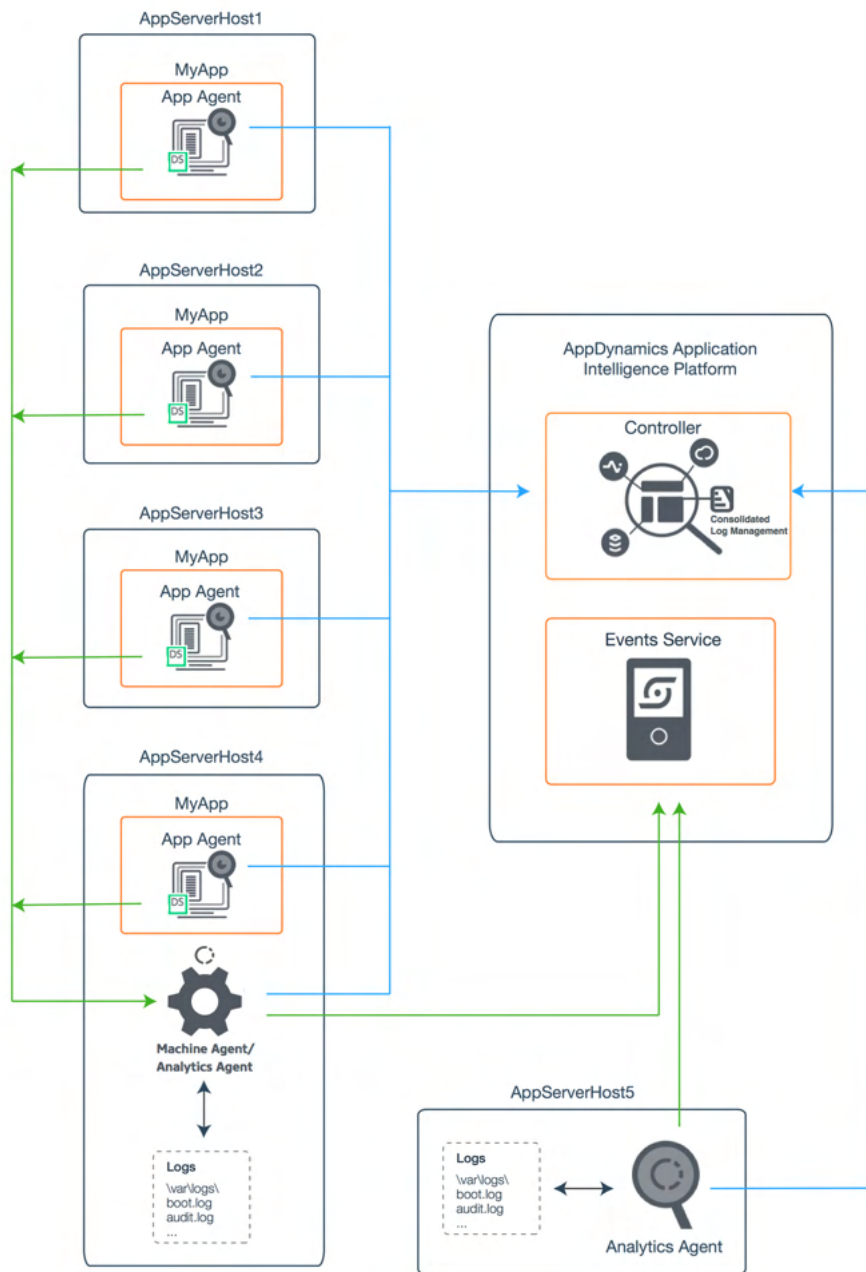 AppServerHost1
MyApp
App Agent
DS
AppServerHost2
MyApp
App Agent
DS
AppServerHost3
MyApp
App Agent
DS
AppServerHost4
MyApp
App Agent
DS
Machine Agent/
Analytics Agent
Logs
\var\logs\
boot.log
audit.log
...
AppDynamics Application
Intelligence Platform
Controller
Consolidated
Log Management
Events Service
AppServerHost5
Logs
\var\logs\
boot.log
audit.log
...
Analytics Agent